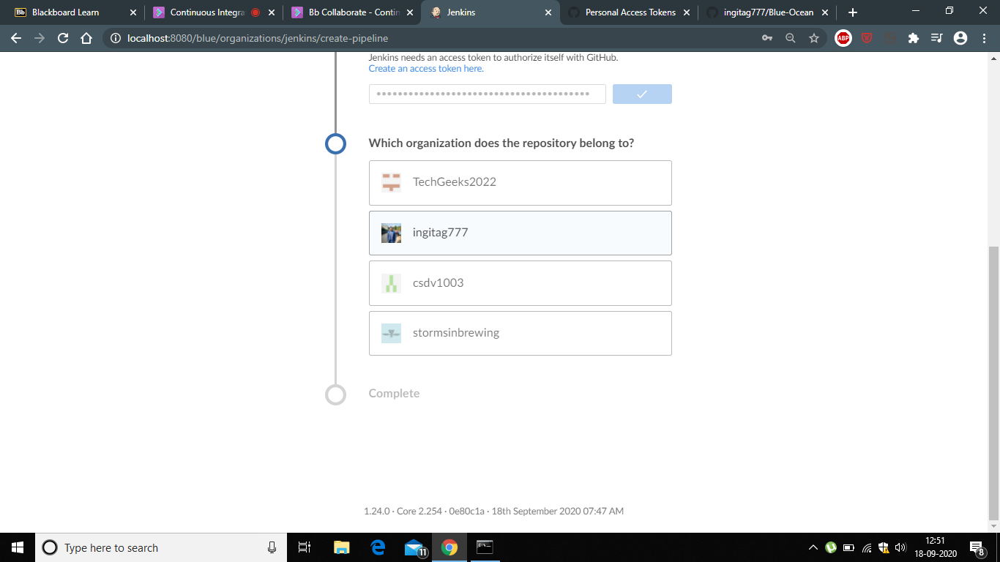 Bb Blackboard Learn
Continuous Integra
Bb Collaborate - Contin
Jenkins
Personal Access Tokens
ingitag777/Blue-Ocean
localhost:8080/blue/organizations/jenkins/create-pipeline
ABP
Jenkins needs an access token to authorize itself with GitHub.
Create an access token here.
••••••••••••••••••••••••••••••••••••••••
Which organization does the repository belong to?
TechGeeks2022
ingitag777
csdv1003
stormsinbrewing
Complete
1.24.0 · Core 2.254 · 0e80c1a · 18th September 2020 07:47 AM
Type here to search
11
12:51
18-09-2020
8